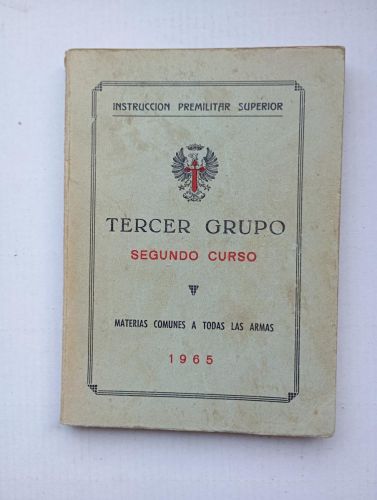 INSTRUCCION PREMILITAR SUPERIOR
TERCER GRUPO
SEGUNDO CURSO
MATERIAS COMUNES A TODAS LAS ARMAS
1965